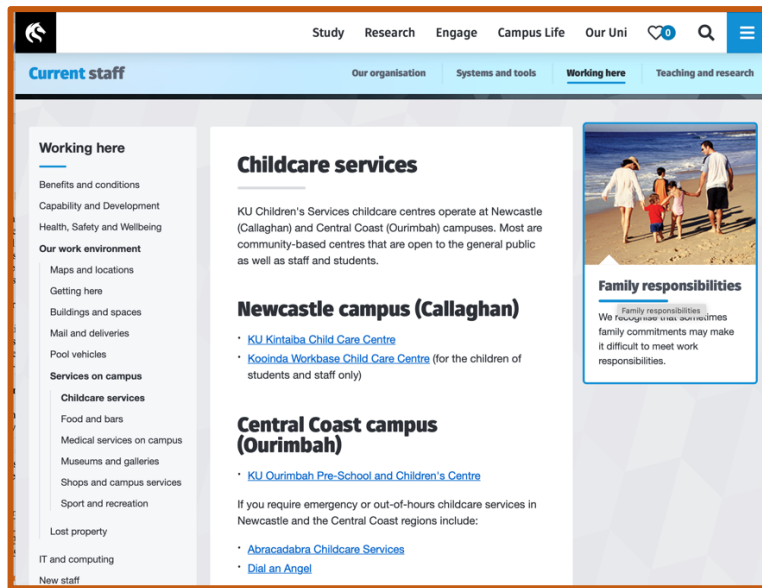 Study Research Engage Campus Life Our Uni 0
Current staff
Our organisation Systems and tools Working here Teaching and research
Working here
Benefits and conditions
Capability and Development
Health, Safety and Wellbeing
Our work environment
Maps and locations
Getting here
Buildings and spaces
Mail and deliveries
Pool vehicles
Services on campus
Childcare services
Food and bars
Medical services on campus
Museums and galleries
Shops and campus services
Sport and recreation
Lost property
IT and computing
New staff
Childcare services
KU Children's Services childcare centres operate at Newcastle
(Callaghan) and Central Coast (Ourimbah) campuses. Most are
community-based centres that are open to the general public
as well as staff and students.
Newcastle campus (Callaghan)
• KU Kintaiba Child Care Centre
• Kooinda Workbase Child Care Centre (for the children of
students and staff only)
Central Coast campus
(Ourimbah)
• KU Ourimbah Pre-School and Children's Centre
If you require emergency or out-of-hours childcare services in
Newcastle and the Central Coast regions include:
• Abracadabra Childcare Services
• Dial an Angel
Family responsibilities
Family responsibilities
We recognise that sometimes
family commitments may make
it difficult to meet work
responsibilities.